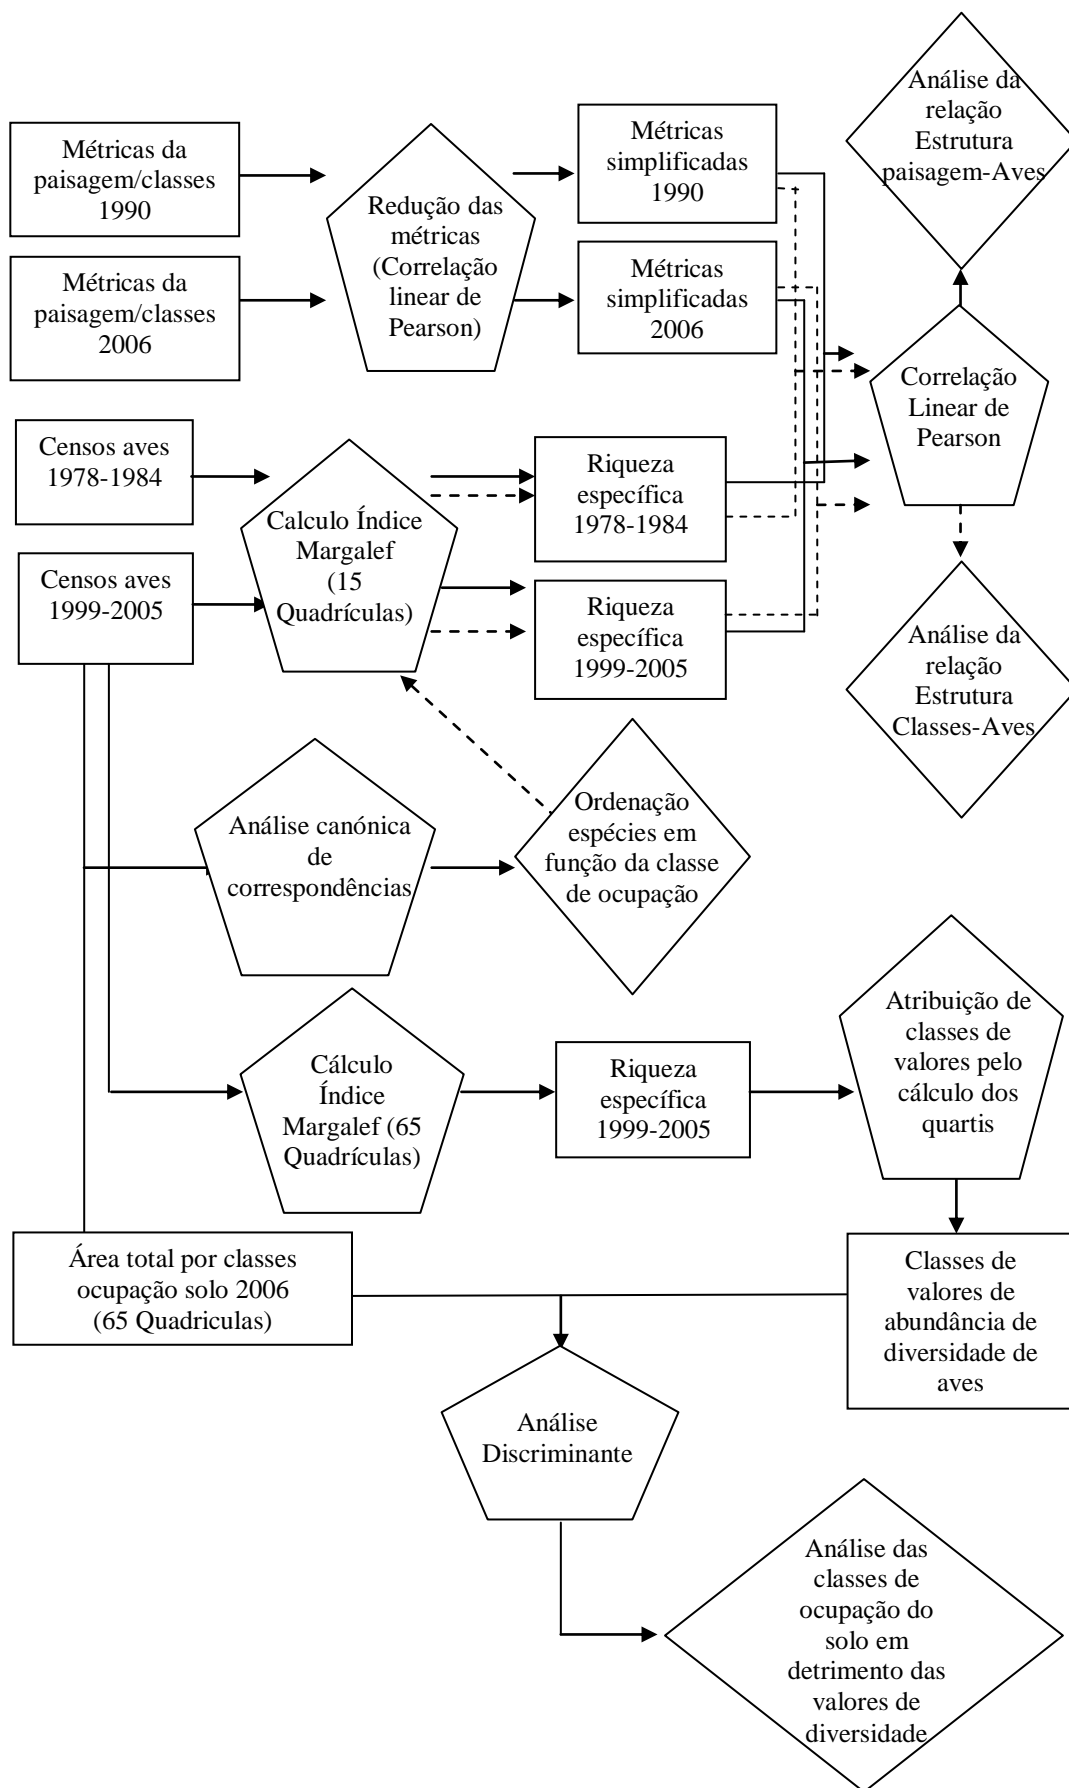 Análise da
relação
Estrutura
paisagem-Aves
Métricas da
paisagem/classes
1990
Redução das
métricas
(Correlação
linear de
Pearson)
Métricas
simplificadas
1990
Métricas da
paisagem/classes
2006
Métricas
simplificadas
2006
Correlação
Linear de
Pearson
Censos aves
1978-1984
Calculo Índice
Margalef
(15
Quadrículas)
Riqueza
específica
1978-1984
Censos aves
1999-2005
Riqueza
específica
1999-2005
Análise da
relação
Estrutura
Classes-Aves
Análise canónica
de
correspondências
Ordenação
espécies em
função da classe
de ocupação
Cálculo
Índice
Margalef (65
Quadrículas)
Riqueza
específica
1999-2005
Atribuição de
classes de
valores pelo
cálculo dos
quartis
Área total por classes
ocupação solo 2006
(65 Quadriculas)
Classes de
valores de
abundância de
diversidade de
aves
Análise
Discriminante
Análise das
classes de
ocupação do
solo em
detrimento das
valores de
diversidade